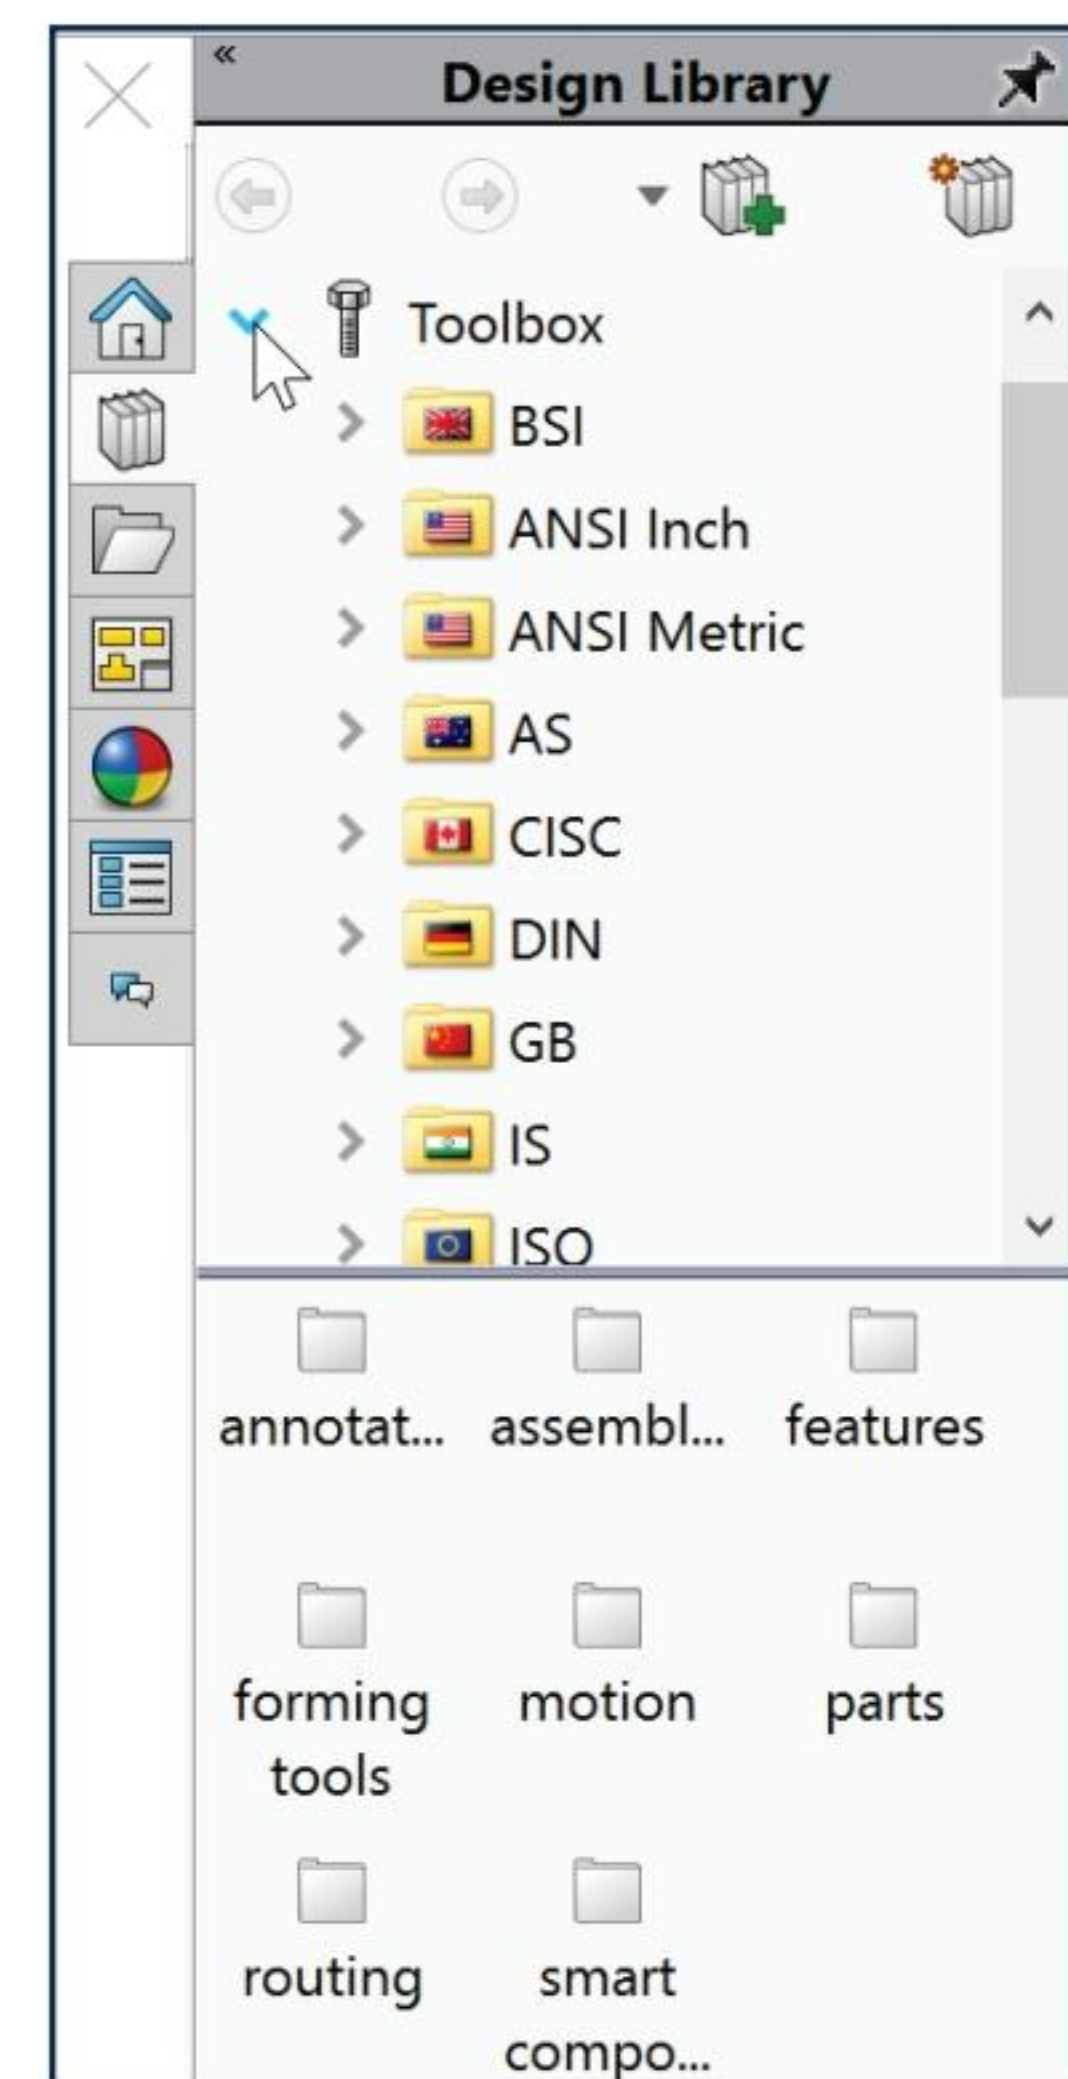 Design Library
Toolbox
BSI
ANSI Inch
ANSI Metric
AS
CISC
DIN
GB
IS
ISO
annotat... assembl... features
forming tools motion parts
routing smart compo...